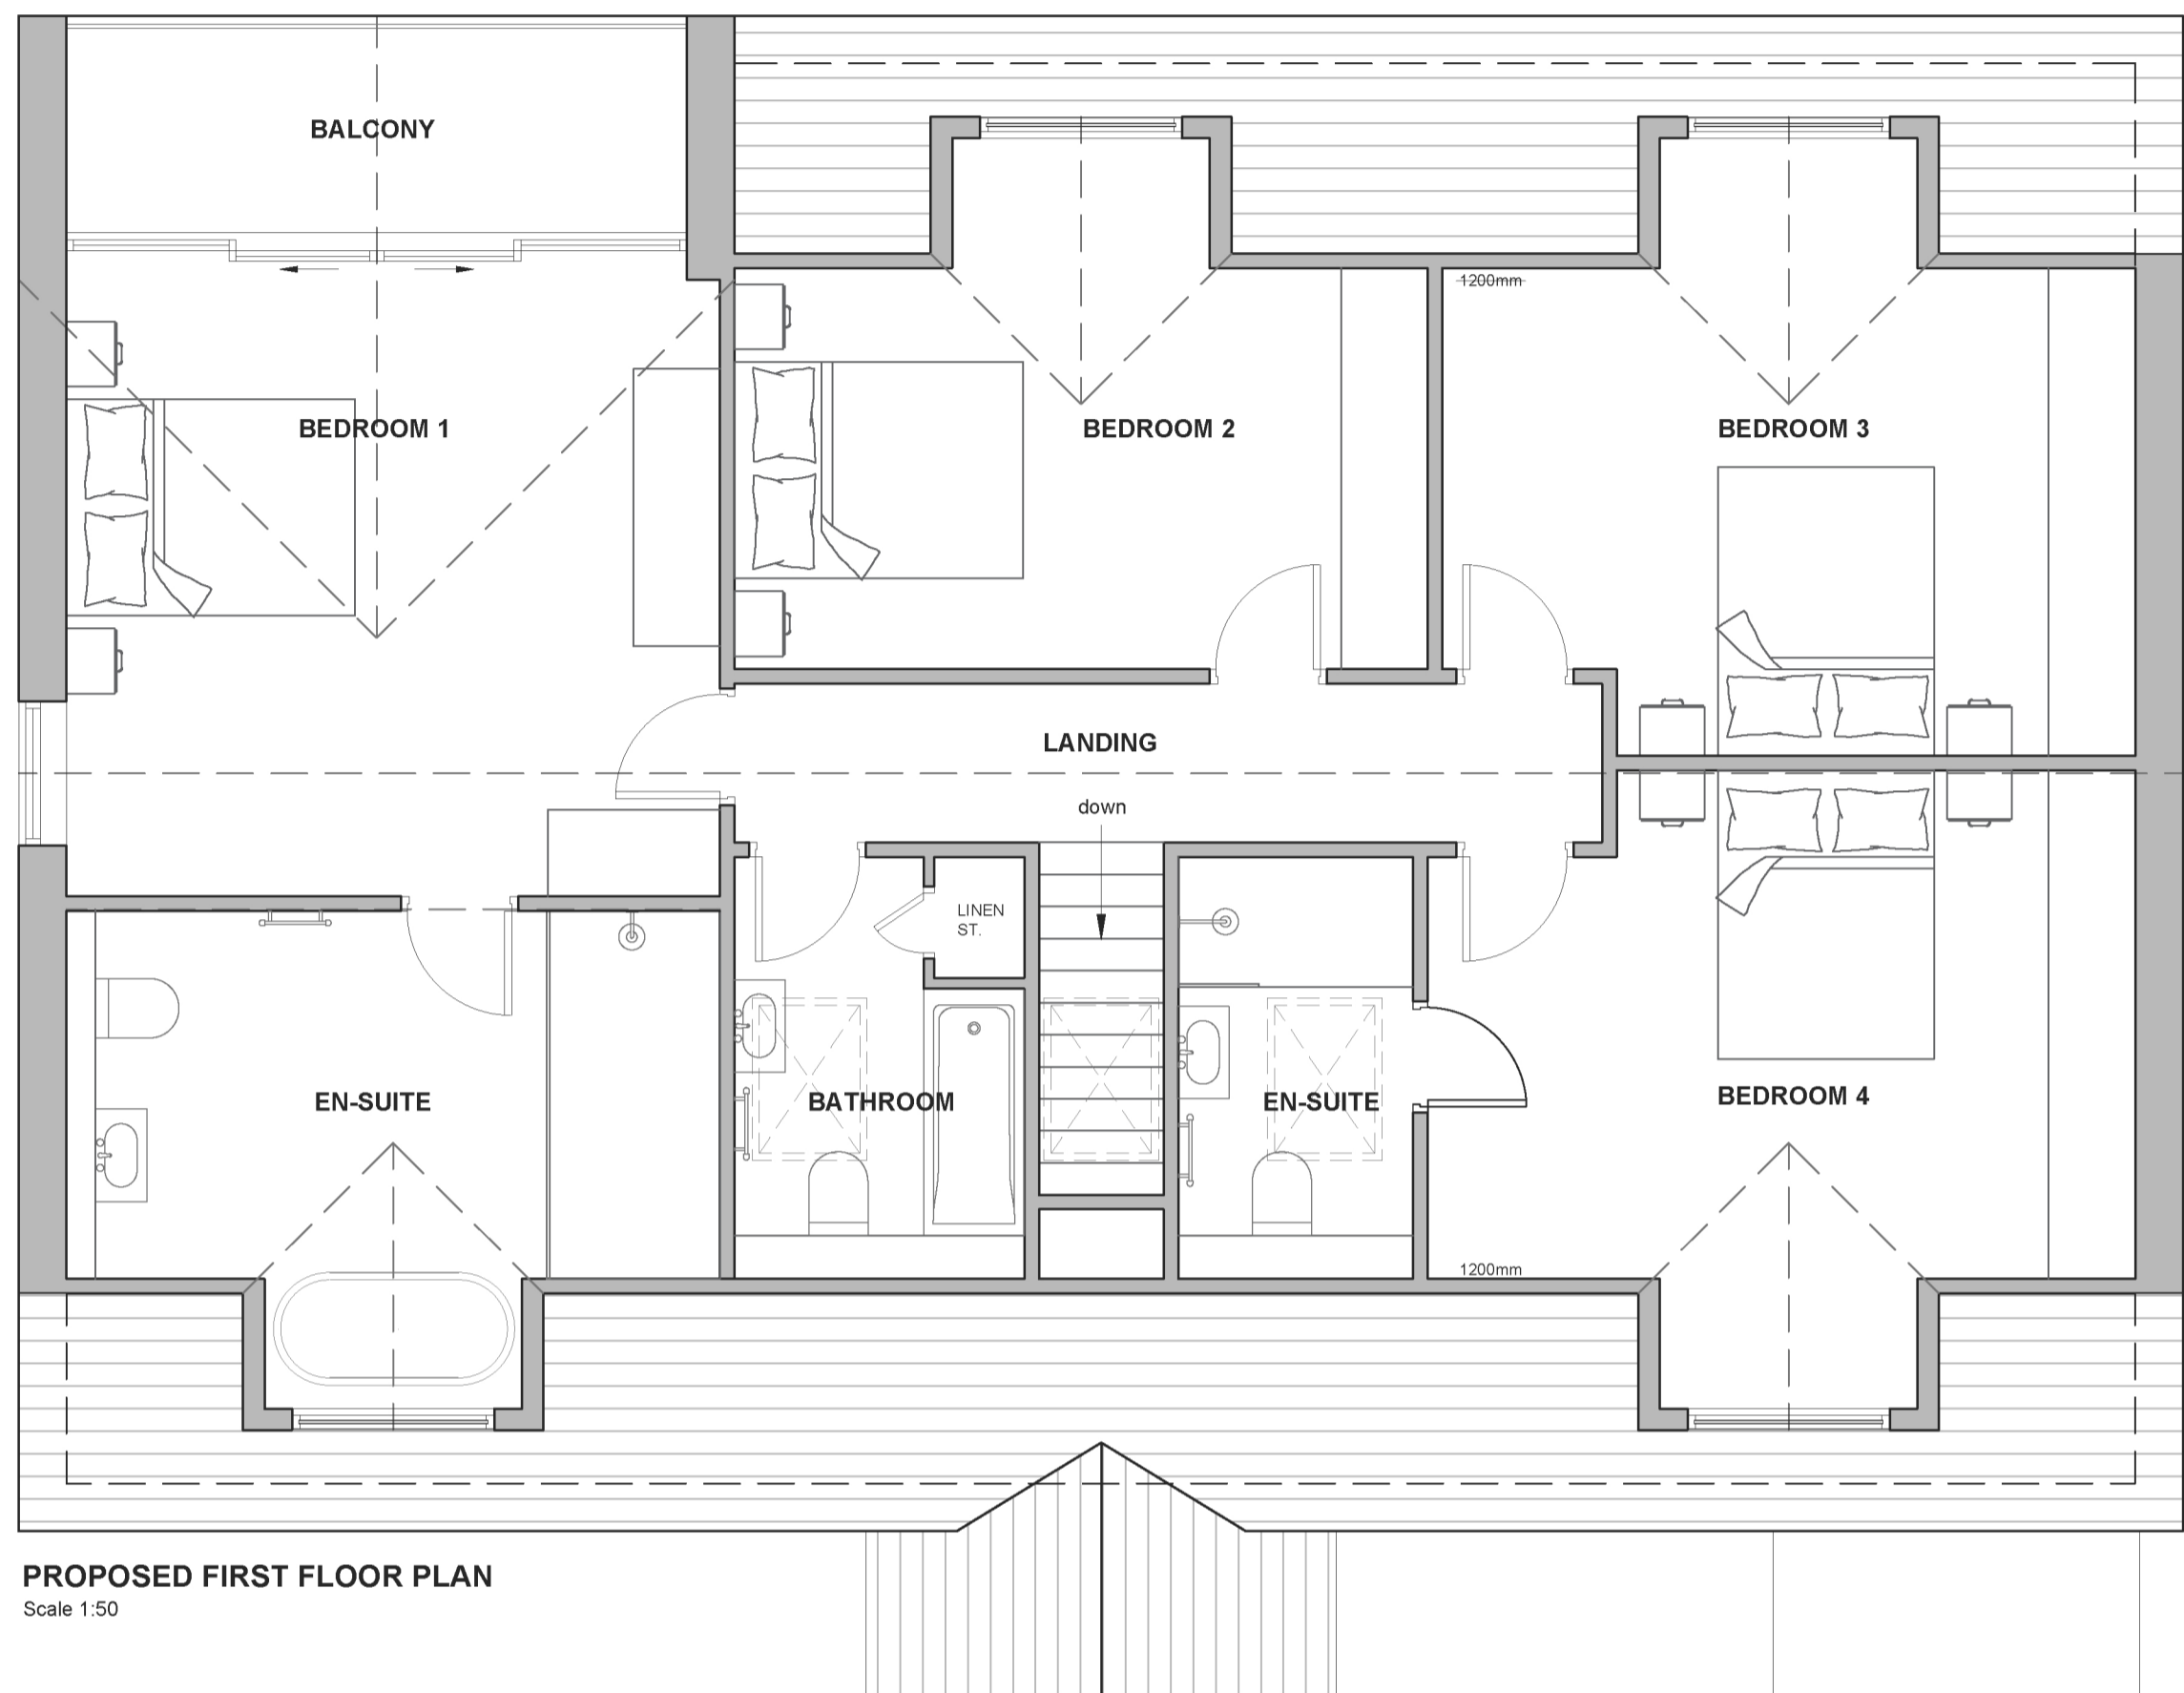 BALCONY
1200mm
BEDROOM 1
BEDROOM 2
BEDROOM 3
LANDING
down
LINEN
ST.
EN-SUITE
BATHROOM
EN-SUITE
BEDROOM 4
1200mm
PROPOSED FIRST FLOOR PLAN
Scale 1:50